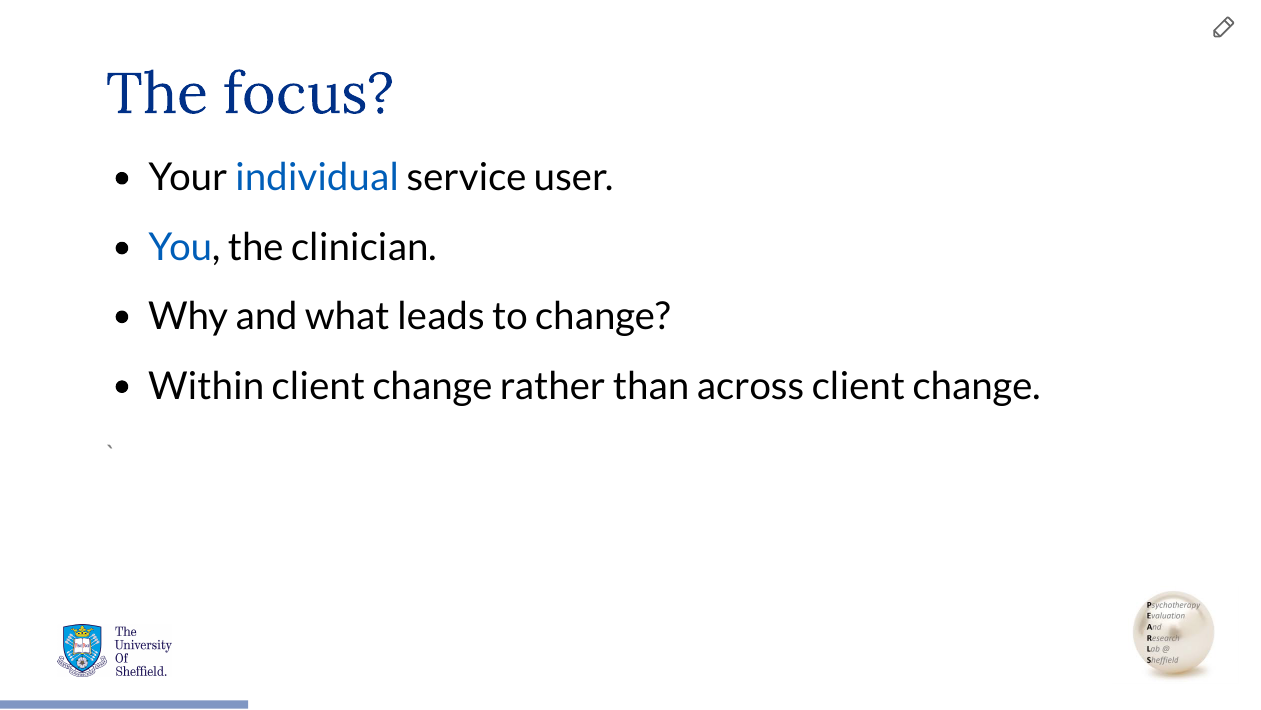 The focus?
• Your individual service user.
• You, the clinician.
• Why and what leads to change?
• Within client change rather than across client change.
`
The
University
Of
Sheffield.
Psychotherapy
Evaluation
And
Research
Lab @
Sheffield